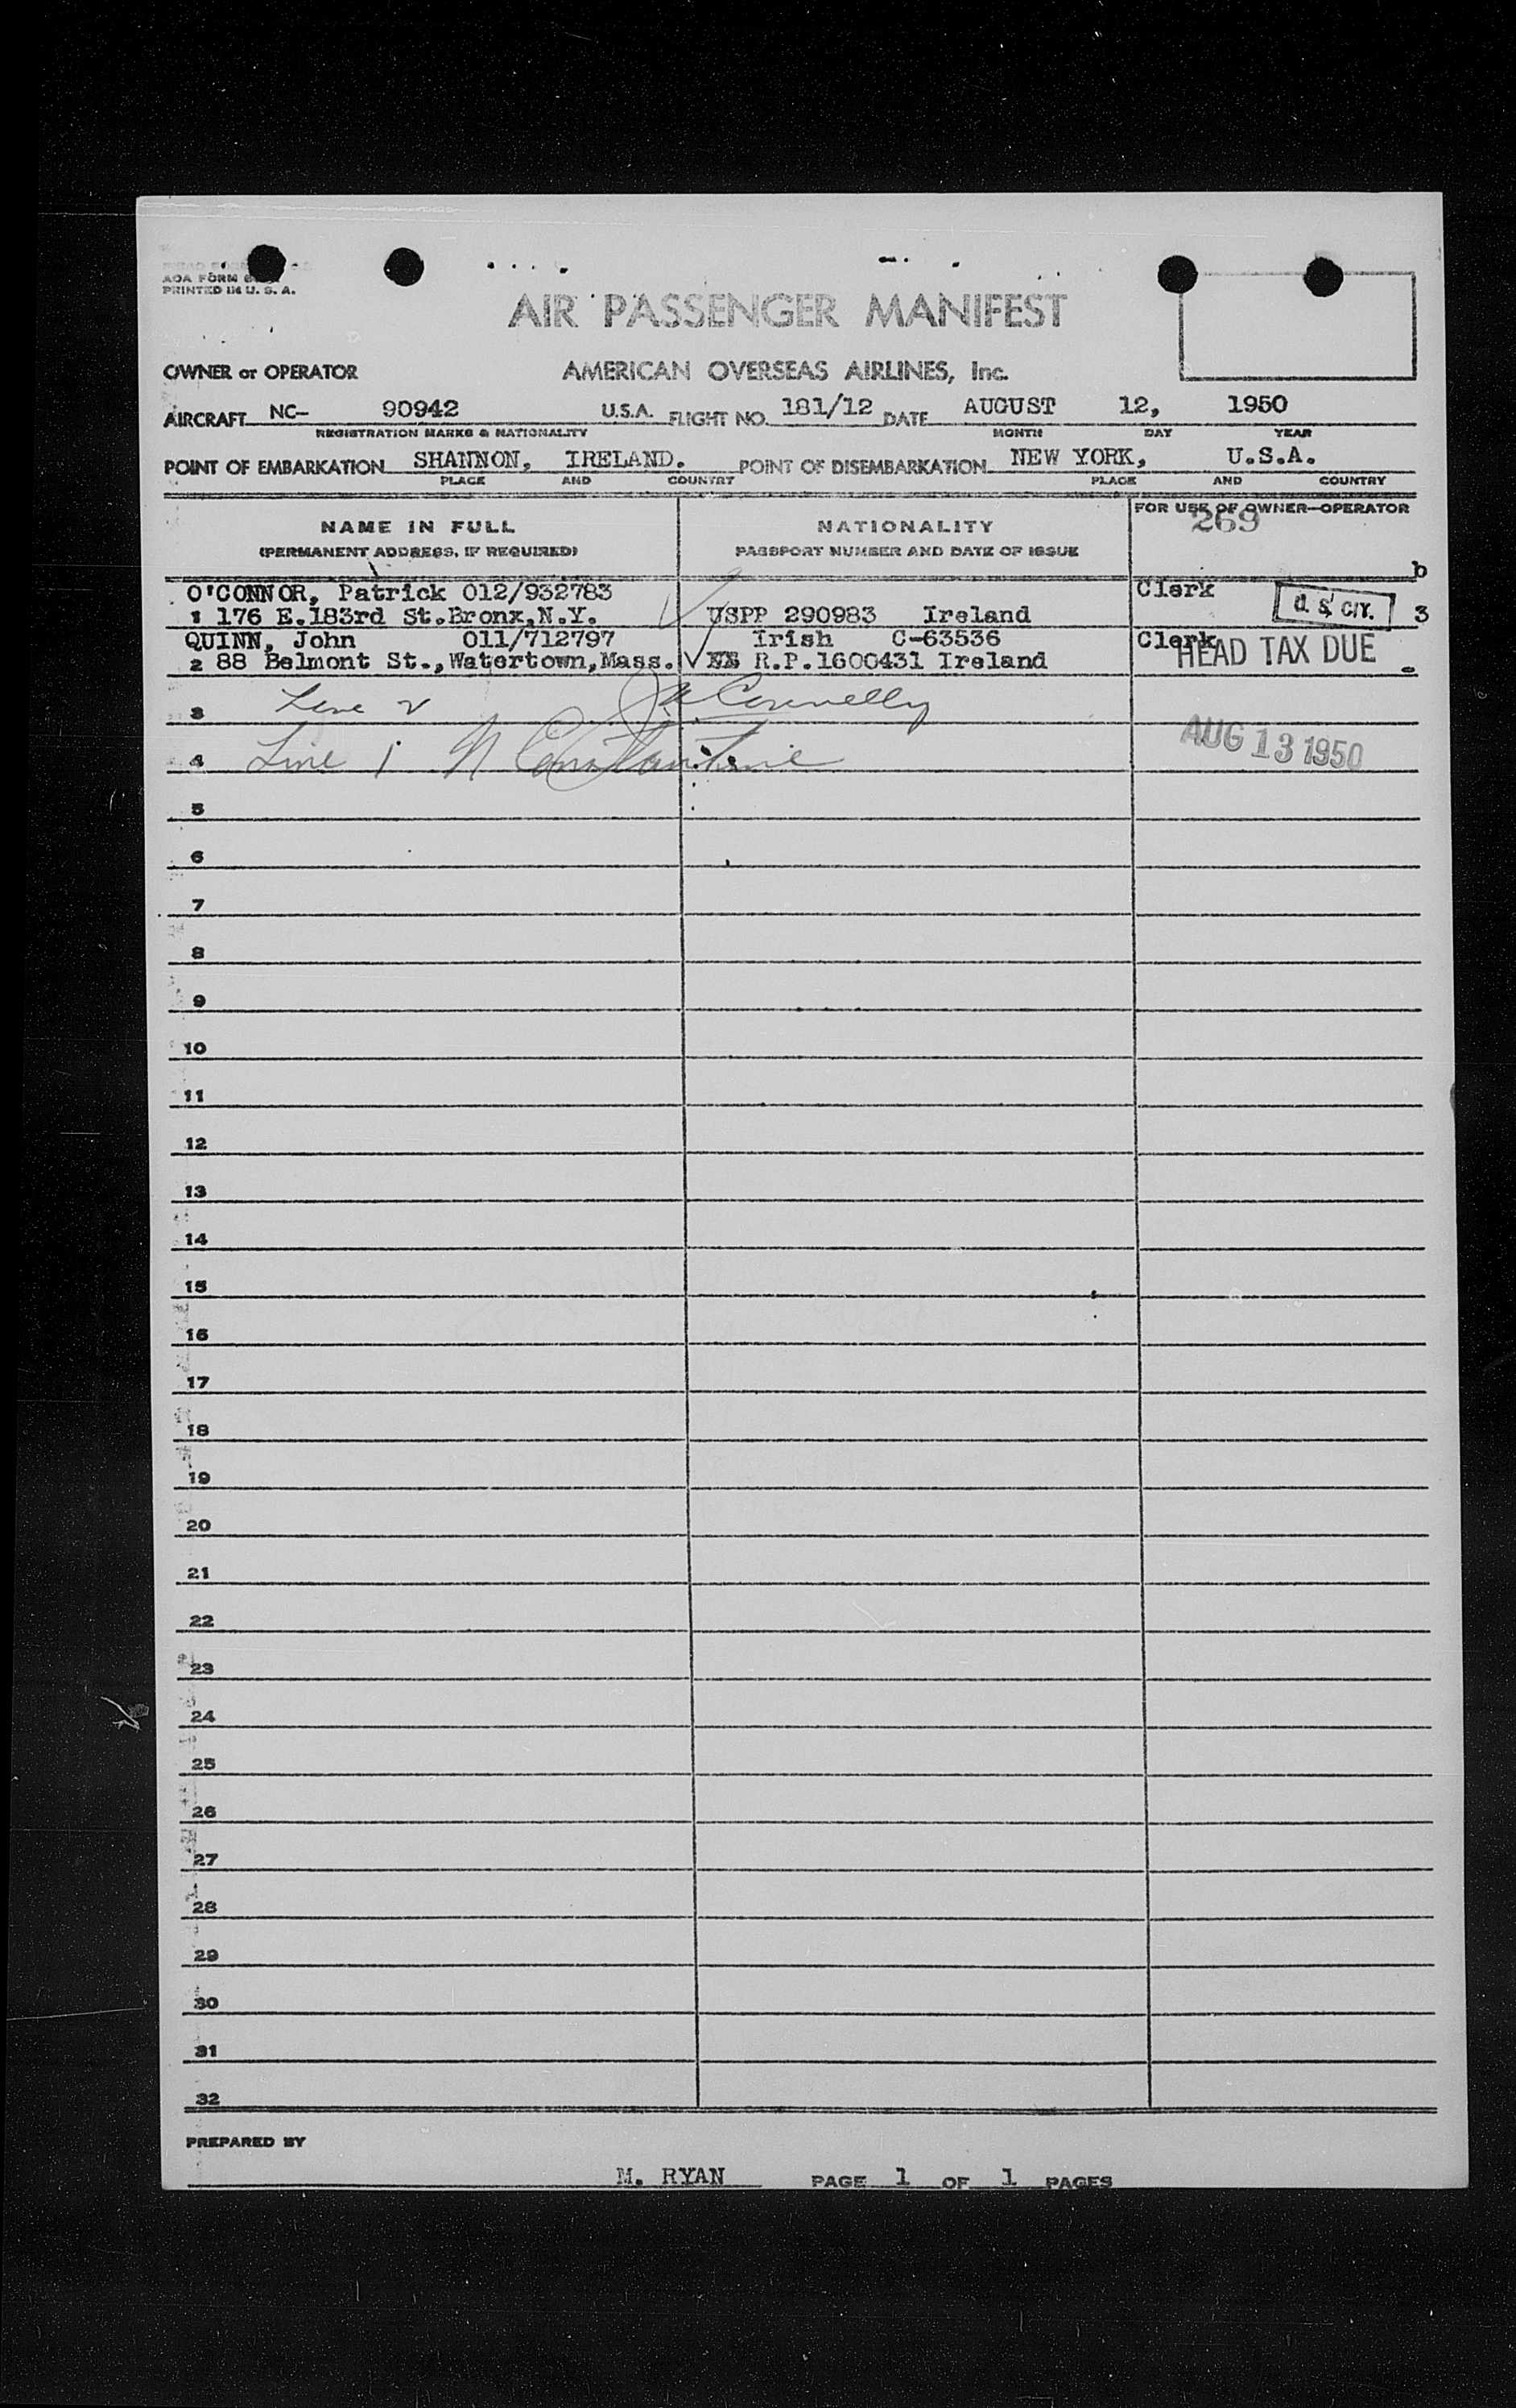 AOA FORM
PRINTED IN U. S. A.
AIR PASSENGER MANIFEST
OWNER or OPERATOR AMERICAN OVERSEAS AIRLINES, Inc.
AIRCRAFT NC- 90942 U.S.A. FLIGHT NO. 181/12 DATE AUGUST 12, 1950
REGISTRATION MARKS & NATIONALITY MONTH DAY YEAR
POINT OF EMBARKATION SHANNON, IRELAND. POINT OF DISEMBARKATION NEW YORK, U.S.A.
PLACE AND COUNTRY PLACE AND COUNTRY
NAME IN FULL NATIONALITY FOR USE OF OWNER-OPERATOR
269
(PERMANENT ADDRESS, IF REQUIRED) PASSPORT NUMBER AND DATE OF ISSUE
b
O'CONNOR, Patrick 012/932783 Clerk
1 176 E.183rd St.Bronx,N.Y. USPP 290983 Ireland U. S. CIT. 3
QUINN, John 011/712797 Irish C-63536 Clerk
2 88 Belmont St.,Watertown,Mass. R.P.1600431 Ireland HEAD TAX DUE
3 Line 2 Connelly
4 Line 1 N Constantine AUG 13 1950
5
6
7
8
9
10
11
12
13
14
15
16
17
18
19
20
21
22
23
24
25
26
27
28
29
30
31
32
PREPARED BY
M. RYAN PAGE 1 OF 1 PAGES